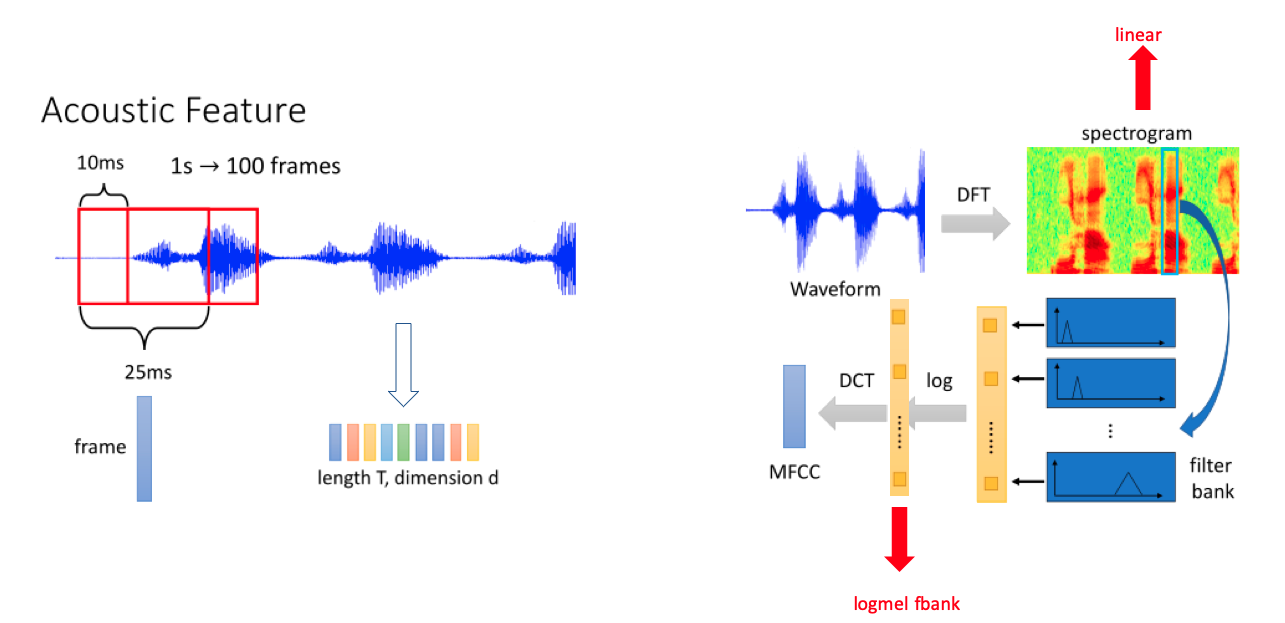 Acoustic Feature
10ms
1s → 100 frames
25ms
frame
length T, dimension d
linear
spectrogram
DFT
Waveform
DCT
log
MFCC
⋮
filter
bank
logmel fbank